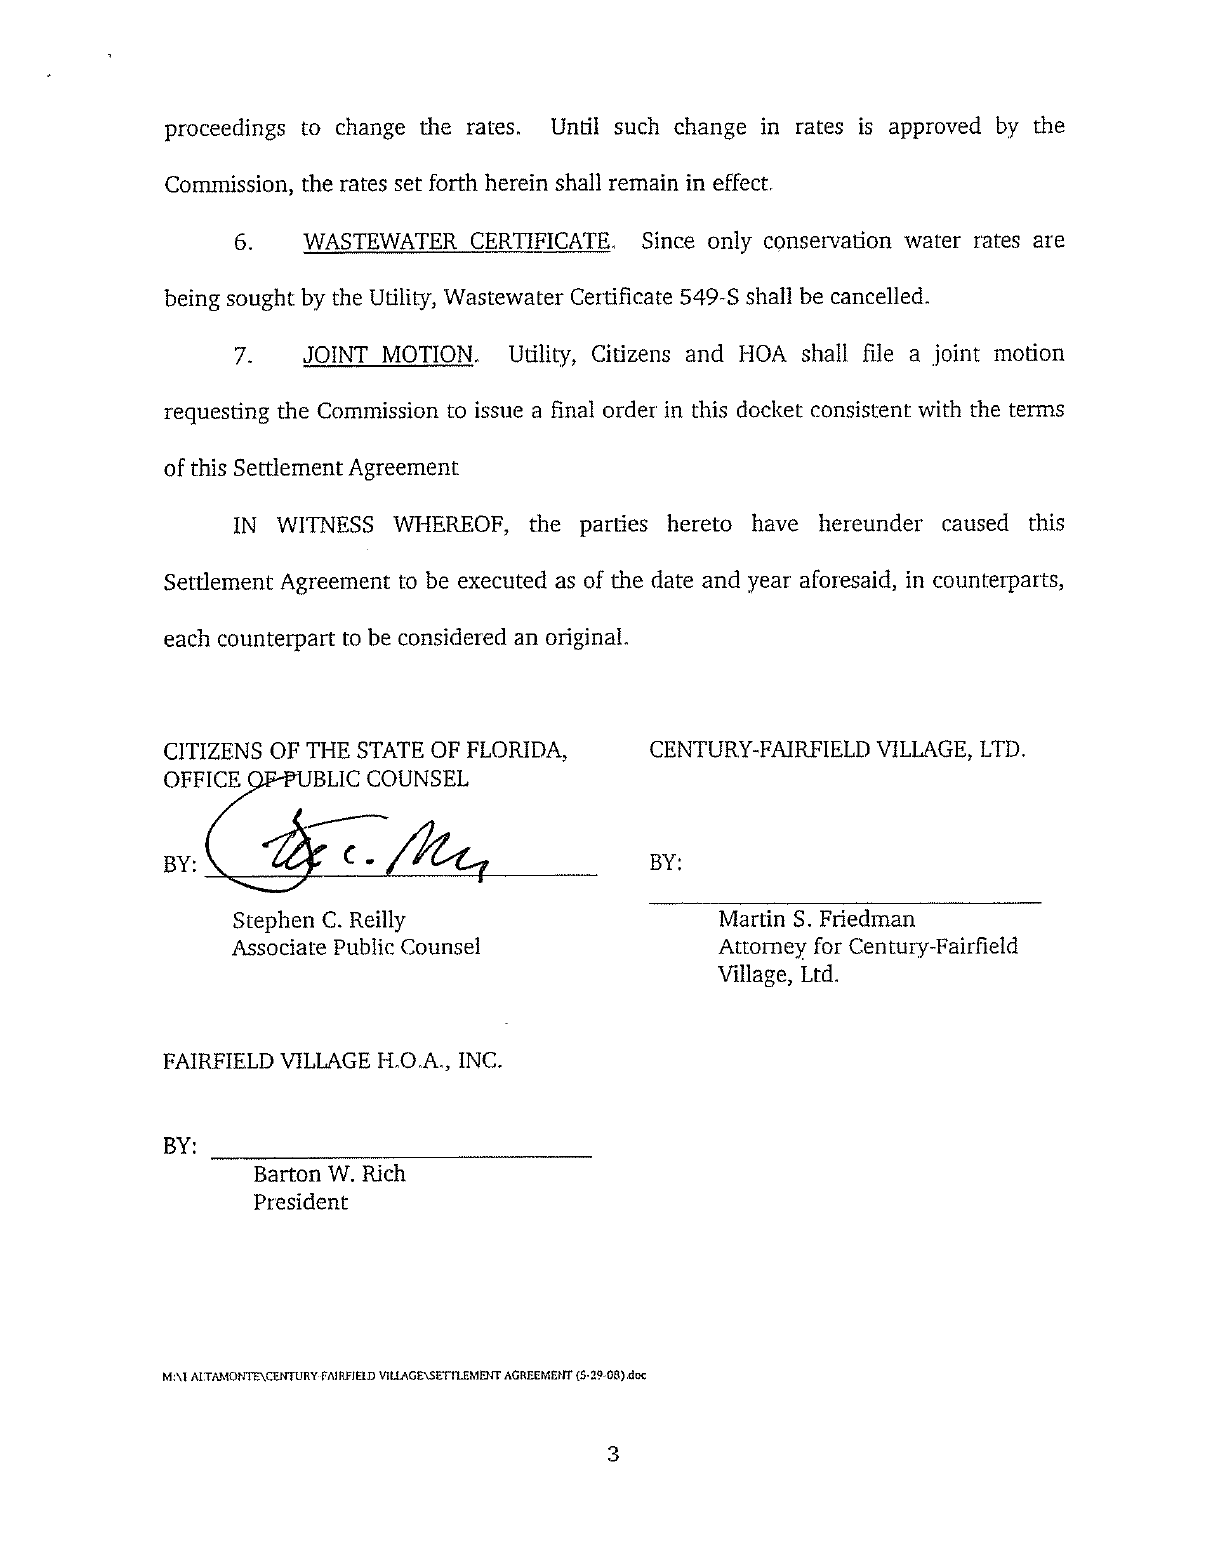 proceedings to change the rates. Until such change in rates is approved by the
Commission, the rates set forth herein shall remain in effect.
6. WASTEWATER CERTIFICATE. Since only conservation water rates are
being sought by the Utility, Wastewater Certificate 549-S shall be cancelled.
7. JOINT MOTION. Utility, Citizens and HOA shall file a joint motion
requesting the Commission to issue a final order in this docket consistent with the terms
of this Settlement Agreement
IN WITNESS WHEREOF, the parties hereto have hereunder caused this
Settlement Agreement to be executed as of the date and year aforesaid, in counterparts,
each counterpart to be considered an original.
CITIZENS OF THE STATE OF FLORIDA,
OFFICE OF PUBLIC COUNSEL
BY:
Stephen C. Reilly
Associate Public Counsel
CENTURY-FAIRFIELD VILLAGE, LTD.
BY:
Martin S. Friedman
Attorney for Century-Fairfield
Village, Ltd.
FAIRFIELD VILLAGE H.O.A., INC.
BY:
Barton W. Rich
President
M:\1 ALTAMONTE\CENTURY-FAIRFIELD VILLAGE\SETTLEMENT AGREEMENT (5-29-08).doc
3